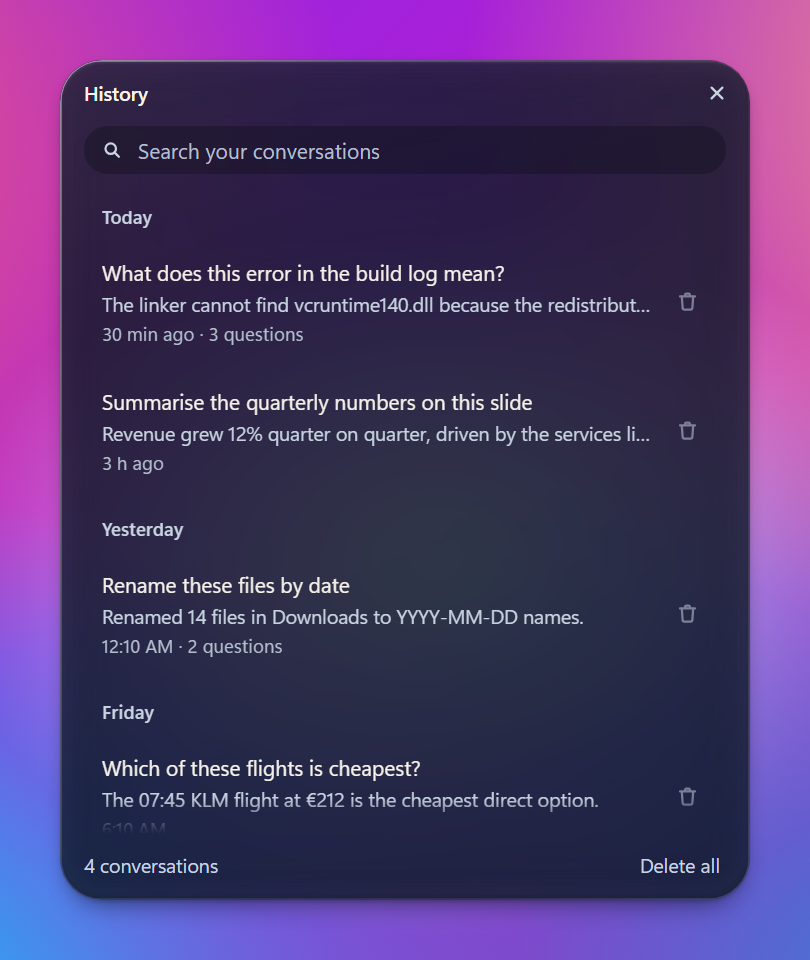 History
Search your conversations
Today
What does this error in the build log mean?
The linker cannot find vcruntime140.dll because the redistribut...
30 min ago · 3 questions
Summarise the quarterly numbers on this slide
Revenue grew 12% quarter on quarter, driven by the services li...
3 h ago
Yesterday
Rename these files by date
Renamed 14 files in Downloads to YYYY-MM-DD names.
12:10 AM · 2 questions
Friday
Which of these flights is cheapest?
The 07:45 KLM flight at €212 is the cheapest direct option.
6:10 AM
4 conversations
Delete all